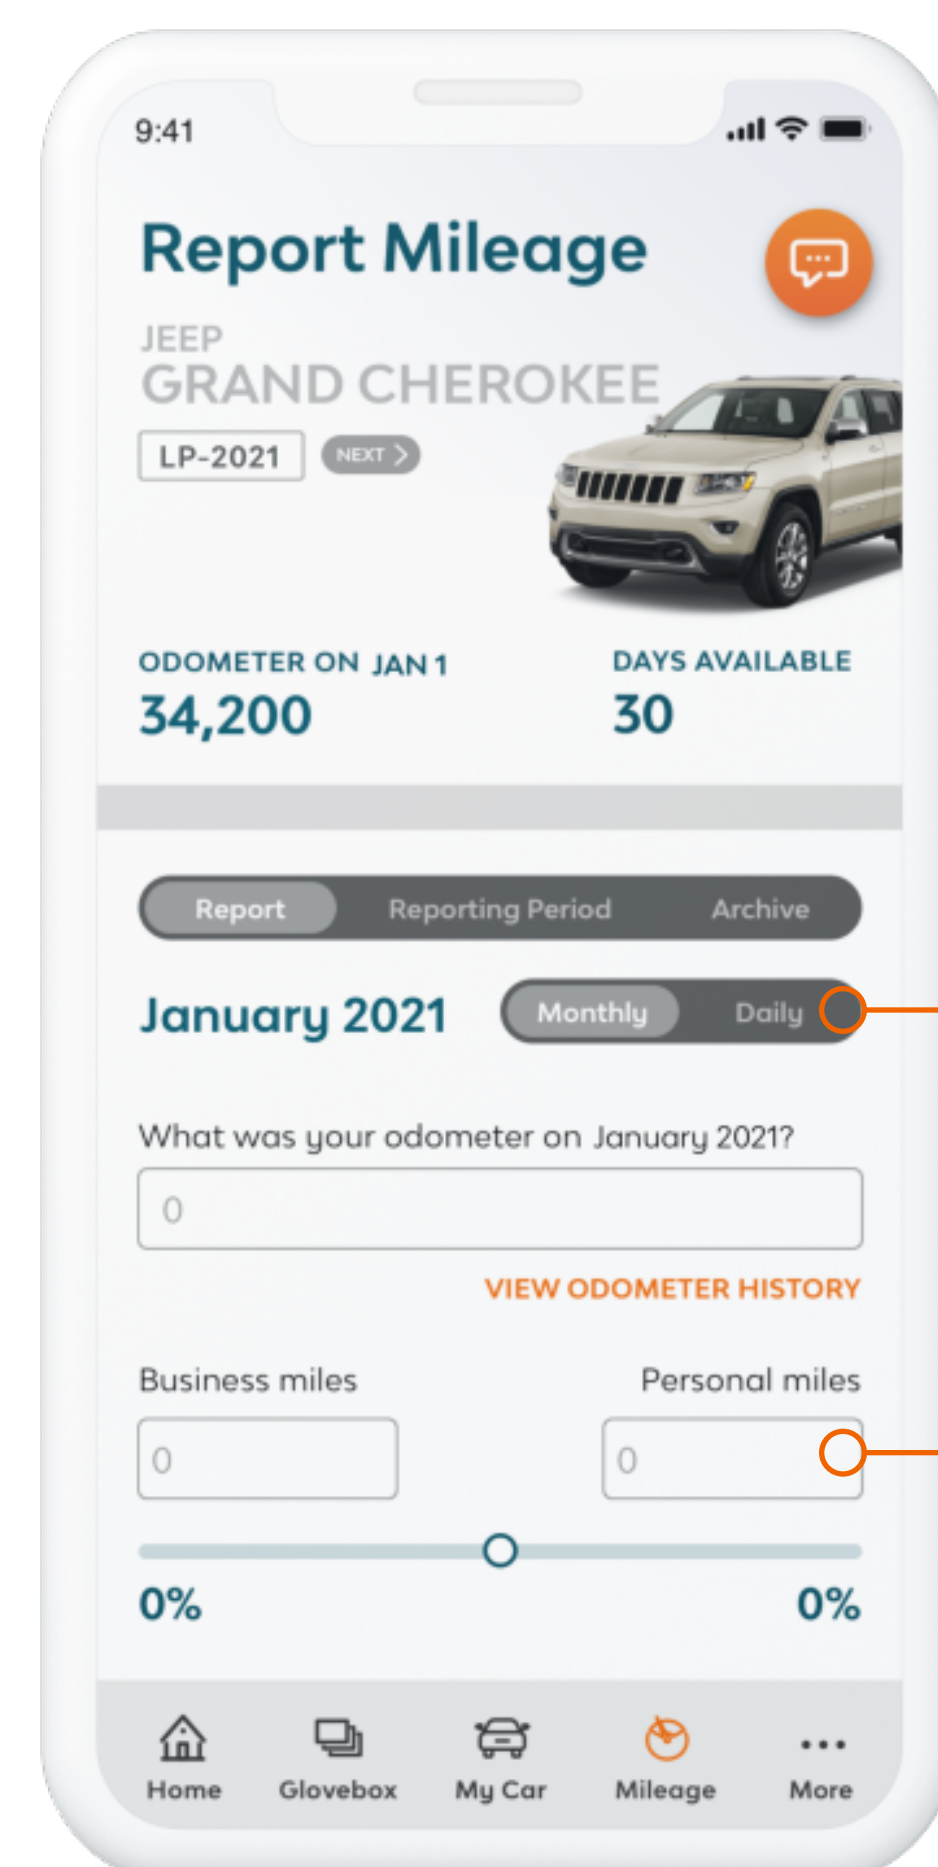 9:41
Report Mileage
JEEP
GRAND CHEROKEE
LP-2021 NEXT >
ODOMETER ON JAN 1 DAYS AVAILABLE
34,200 30
Report Reporting Period Archive
January 2021 Monthly Daily
What was your odometer on January 2021?
0
VIEW ODOMETER HISTORY
Business miles Personal miles
0 0
0% 0%
Home Glovebox My Car Mileage More